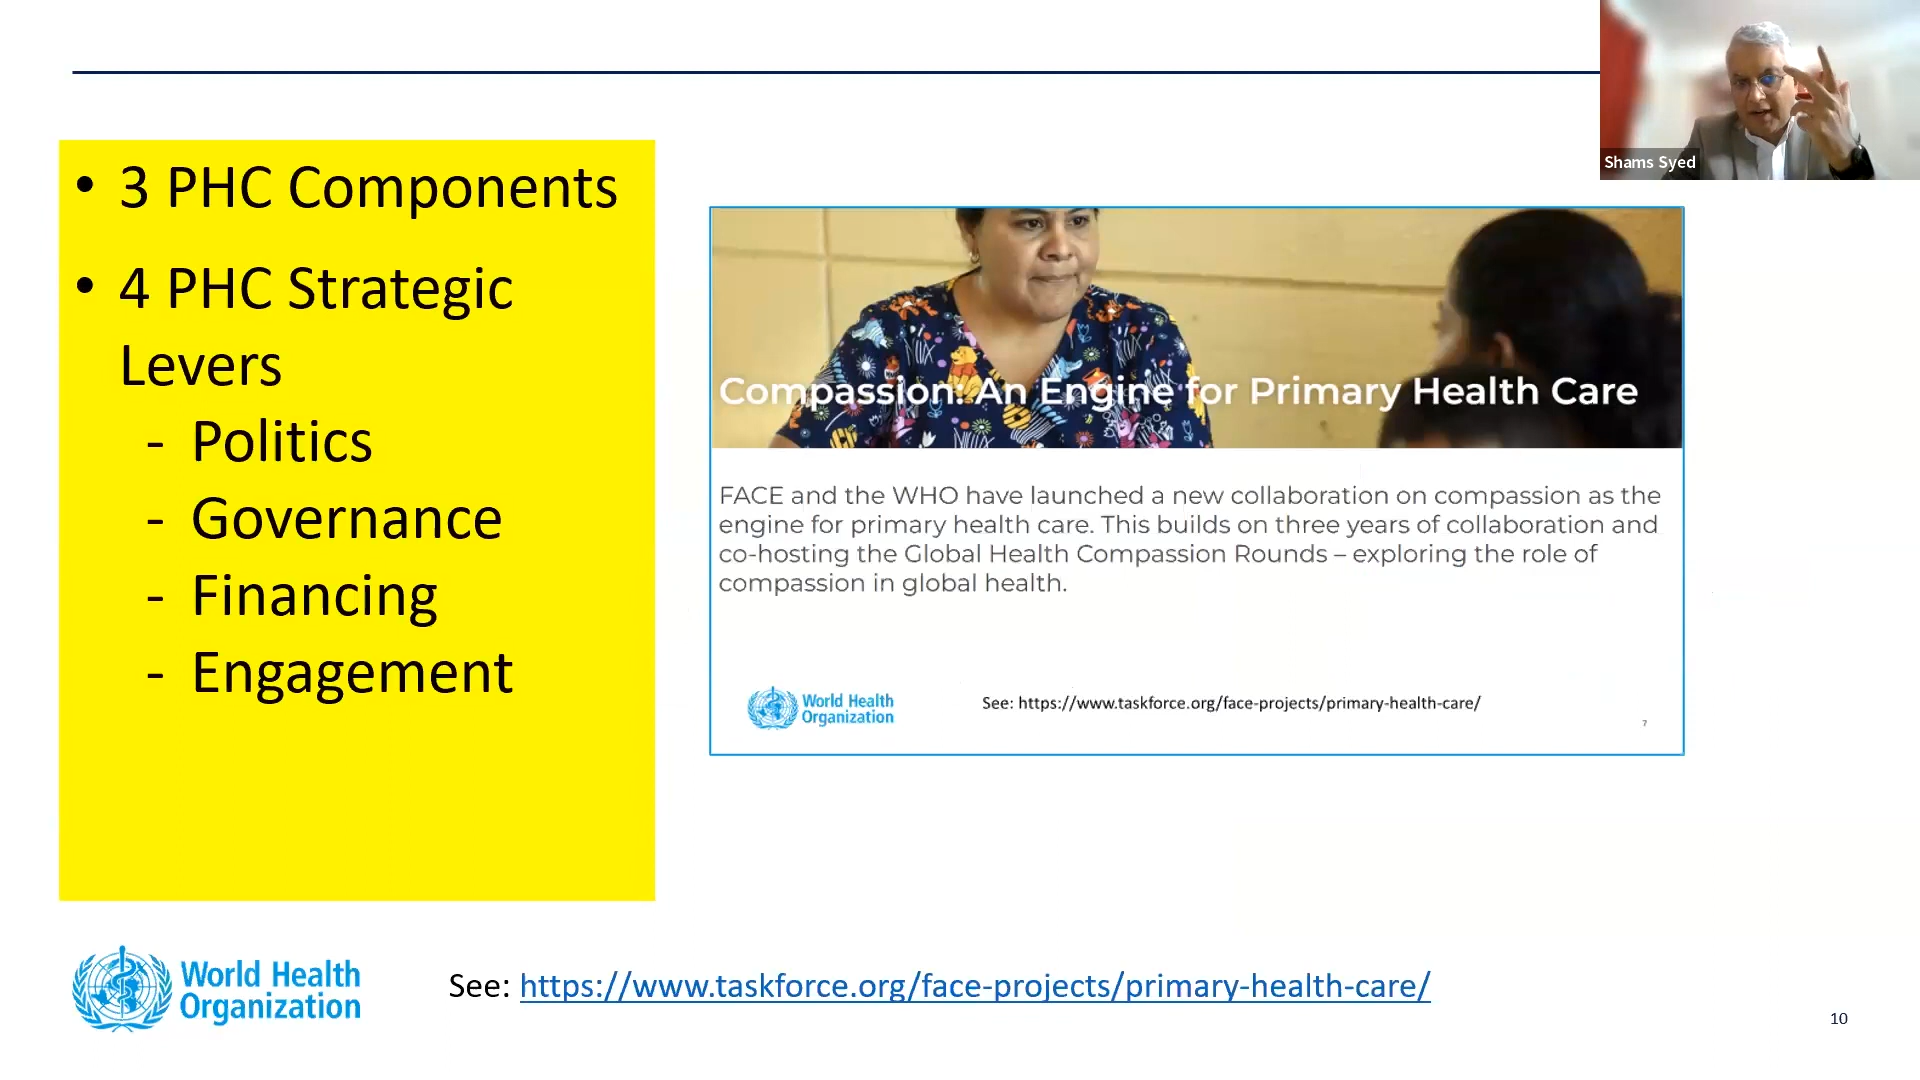 Shams Syed
• 3 PHC Components
• 4 PHC Strategic
Levers
- Politics
- Governance
- Financing
- Engagement
Compassion: An Engine for Primary Health Care
FACE and the WHO have launched a new collaboration on compassion as the
engine for primary health care. This builds on three years of collaboration and
co-hosting the Global Health Compassion Rounds – exploring the role of
compassion in global health.
World Health
Organization
See: https://www.taskforce.org/face-projects/primary-health-care/
7
World Health
Organization
See: https://www.taskforce.org/face-projects/primary-health-care/
10